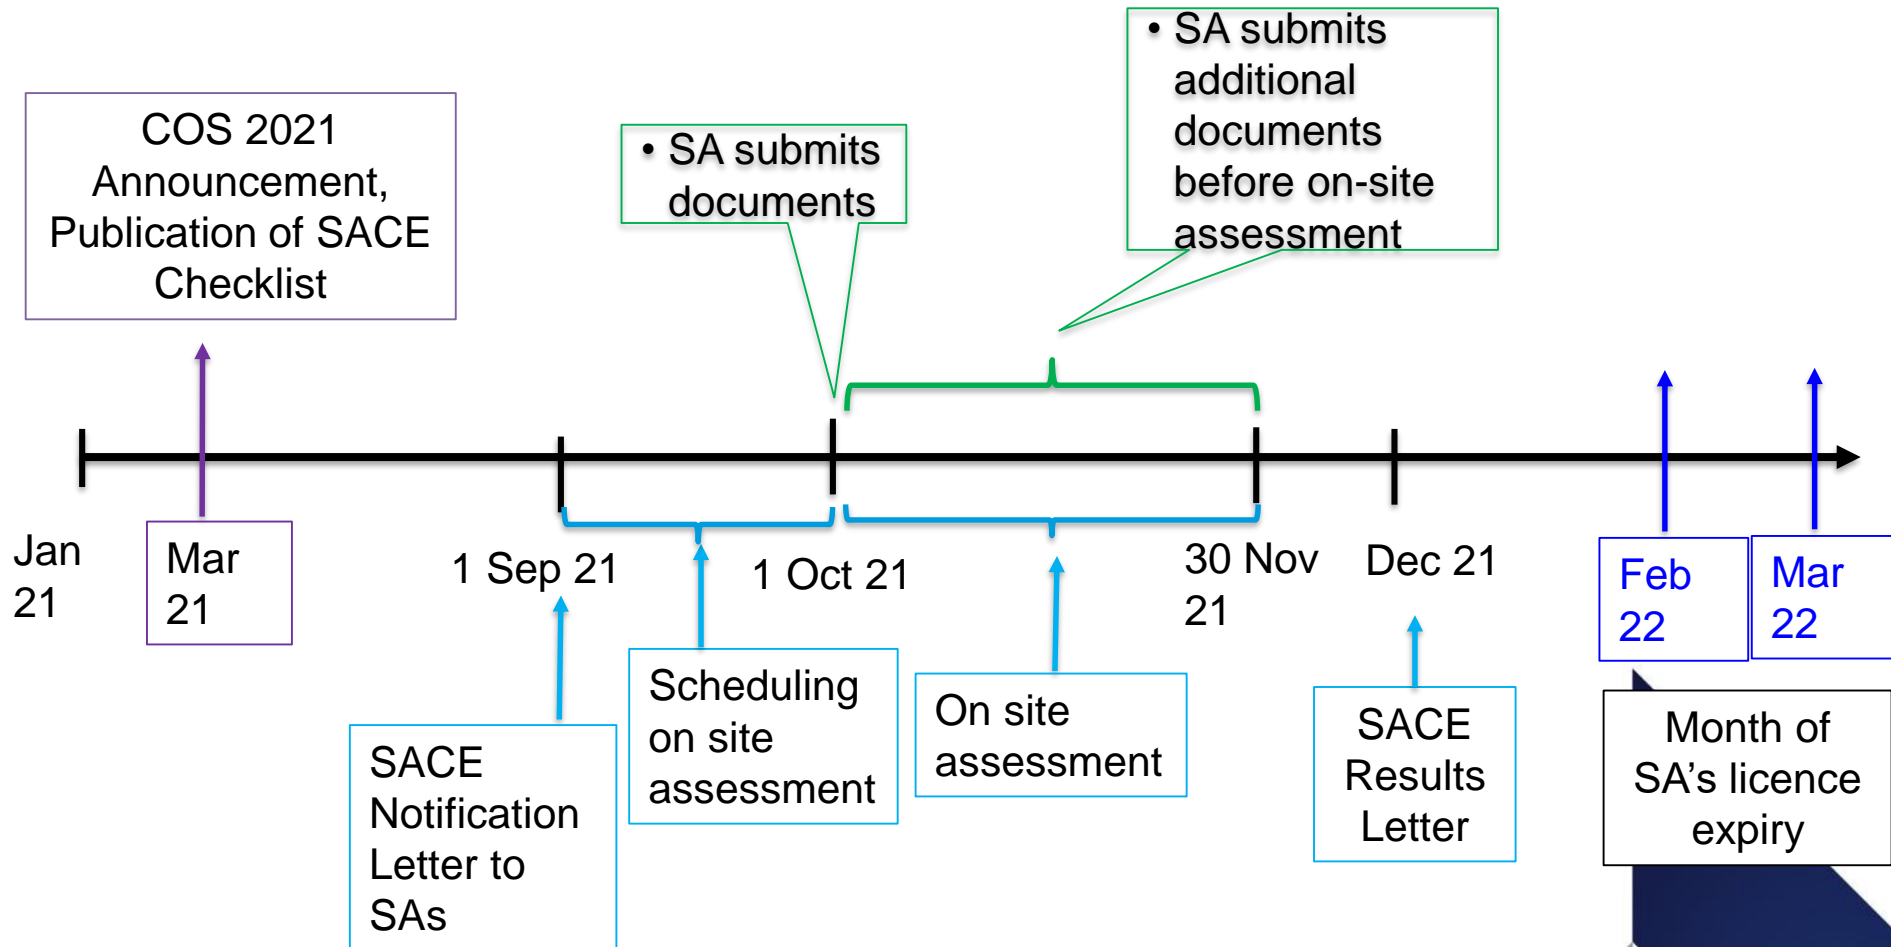 COS 2021
Announcement,
Publication of SACE
Checklist
• SA submits
documents
• SA submits
additional
documents
before on-site
assessment
Jan
21
Mar
21
1 Sep 21
1 Oct 21
30 Nov
21
Dec 21
Feb
22
Mar
22
SACE
Notification
Letter to
SAs
Scheduling
on site
assessment
On site
assessment
SACE
Results
Letter
Month of
SA's licence
expiry